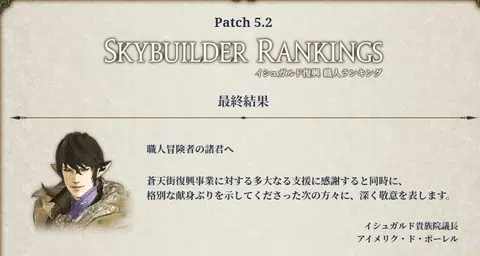 Patch 5.2
SKYBUILDER RANKINGS
イシュガルド復興 職人ランキング
最終結果
職人冒険者の諸君へ
蒼天街復興事業に対する多大なる支援に感謝すると同時に、
格別な献身ぶりを示してくださった次の方々に、深く敬意を表します。
イシュガルド貴族院議長
アイメリク・ド・ボーレル